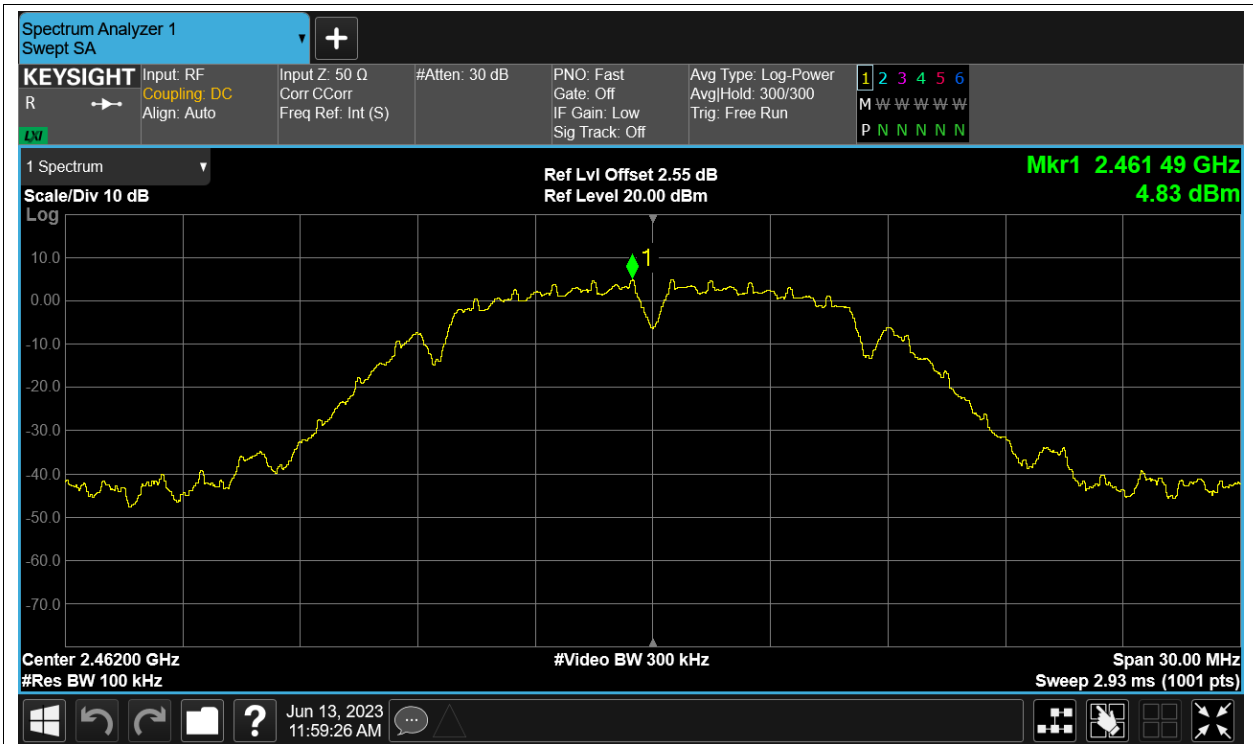 Spectrum Analyzer 1
Swept SA
KEYSIGHT
R
LXI
Input: RF
Coupling: DC
Align: Auto
Input Z: 50 Ω
Corr CCorr
Freq Ref: Int (S)
#Atten: 30 dB
PNO: Fast
Gate: Off
IF Gain: Low
Sig Track: Off
Avg Type: Log-Power
Avg|Hold: 300/300
Trig: Free Run
1 2 3 4 5 6
M W W W W W
P N N N N N
1 Spectrum
Scale/Div 10 dB
Log
Ref Lvl Offset 2.55 dB
Ref Level 20.00 dBm
Mkr1 2.461 49 GHz
4.83 dBm
1
10.0
0.00
-10.0
-20.0
-30.0
-40.0
-50.0
-60.0
-70.0
Center 2.46200 GHz
#Res BW 100 kHz
#Video BW 300 kHz
Span 30.00 MHz
Sweep 2.93 ms (1001 pts)
?
Jun 13, 2023
11:59:26 AM